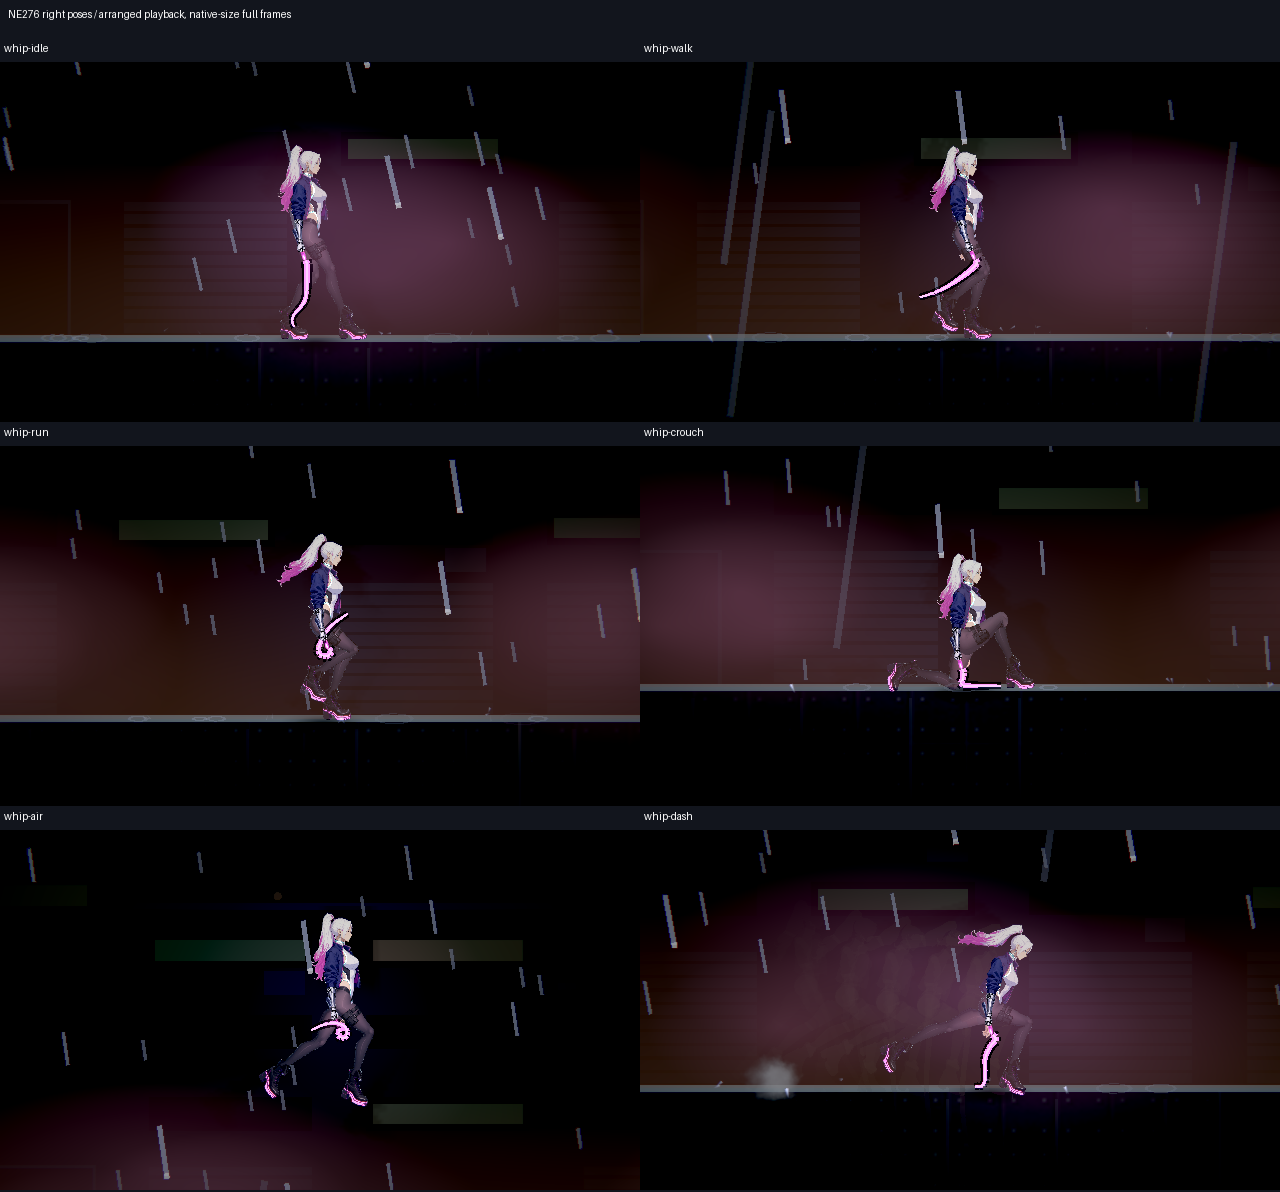 NE276 right poses / arranged playback, native-size full frames
whip-idle
whip-walk
whip-run
whip-crouch
whip-air
whip-dash